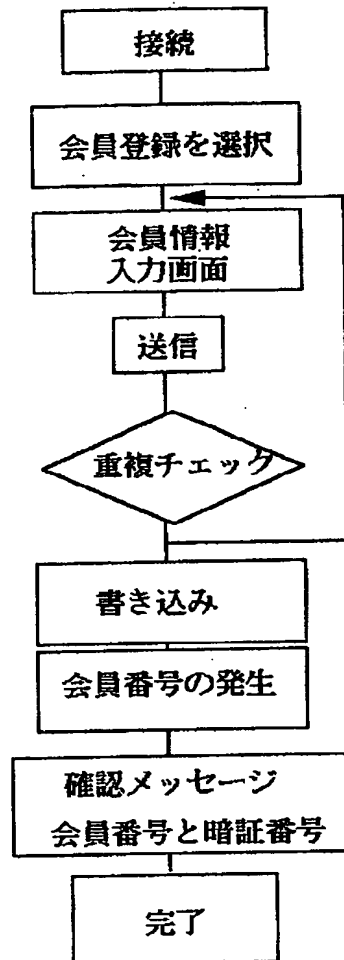 接続
会員登録を選択
会員情報
入力画面
送信
重複チェック
書き込み
会員番号の発生
確認メッセージ
会員番号と暗証番号
完了